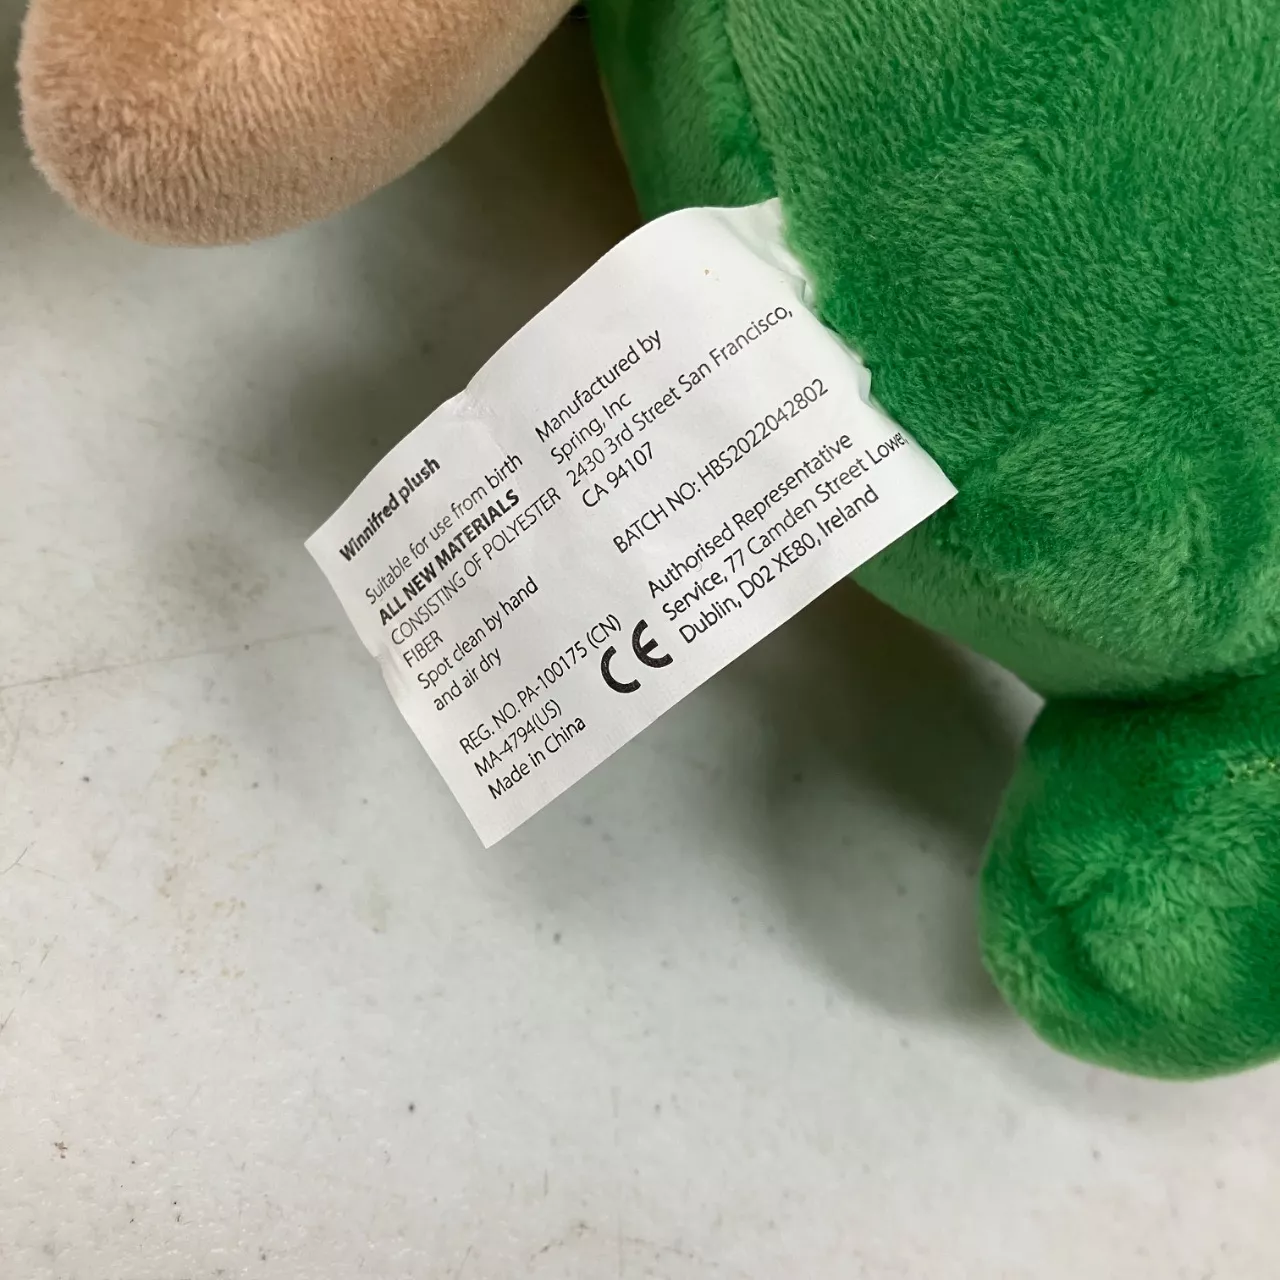 Winnifred plush
Suitable for use from birth
ALL NEW MATERIALS
CONSISTING OF POLYESTER
FIBER
Spot clean by hand
and air dry
REG. NO. PA-100175 (CN)
MA-4794(US)
Made in China
Manufactured by
Spring, Inc
2430 3rd Street San Francisco,
CA 94107
BATCH NO: HBS2022042802
Authorised Representative
Service, 77 Camden Street Lower,
Dublin, D02 XE80, Ireland
CE